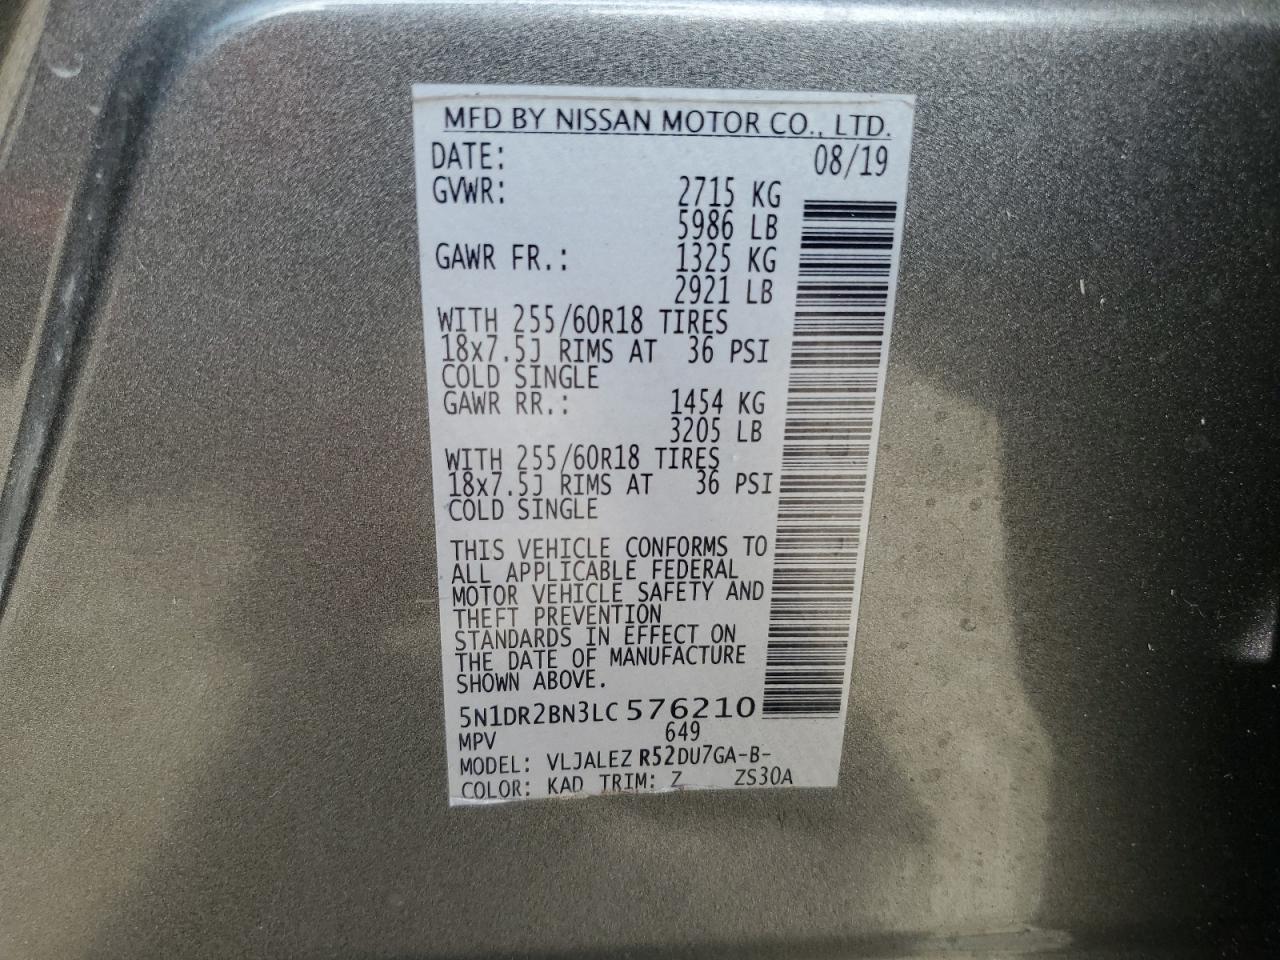 MFD BY NISSAN MOTOR CO., LTD.
DATE: 08/19
GVWR: 2715 KG
5986 LB
GAWR FR.: 1325 KG
2921 LB
WITH 255/60R18 TIRES
18x7.5J RIMS AT 36 PSI
COLD SINGLE
GAWR RR.: 1454 KG
3205 LB
WITH 255/60R18 TIRES
18x7.5J RIMS AT 36 PSI
COLD SINGLE
THIS VEHICLE CONFORMS TO
ALL APPLICABLE FEDERAL
MOTOR VEHICLE SAFETY AND
THEFT PREVENTION
STANDARDS IN EFFECT ON
THE DATE OF MANUFACTURE
SHOWN ABOVE.
5N1DR2BN3LC 576210
MPV 649
MODEL: VLJALEZ R52DU7GA-B-
COLOR: KAD TRIM: Z ZS30A